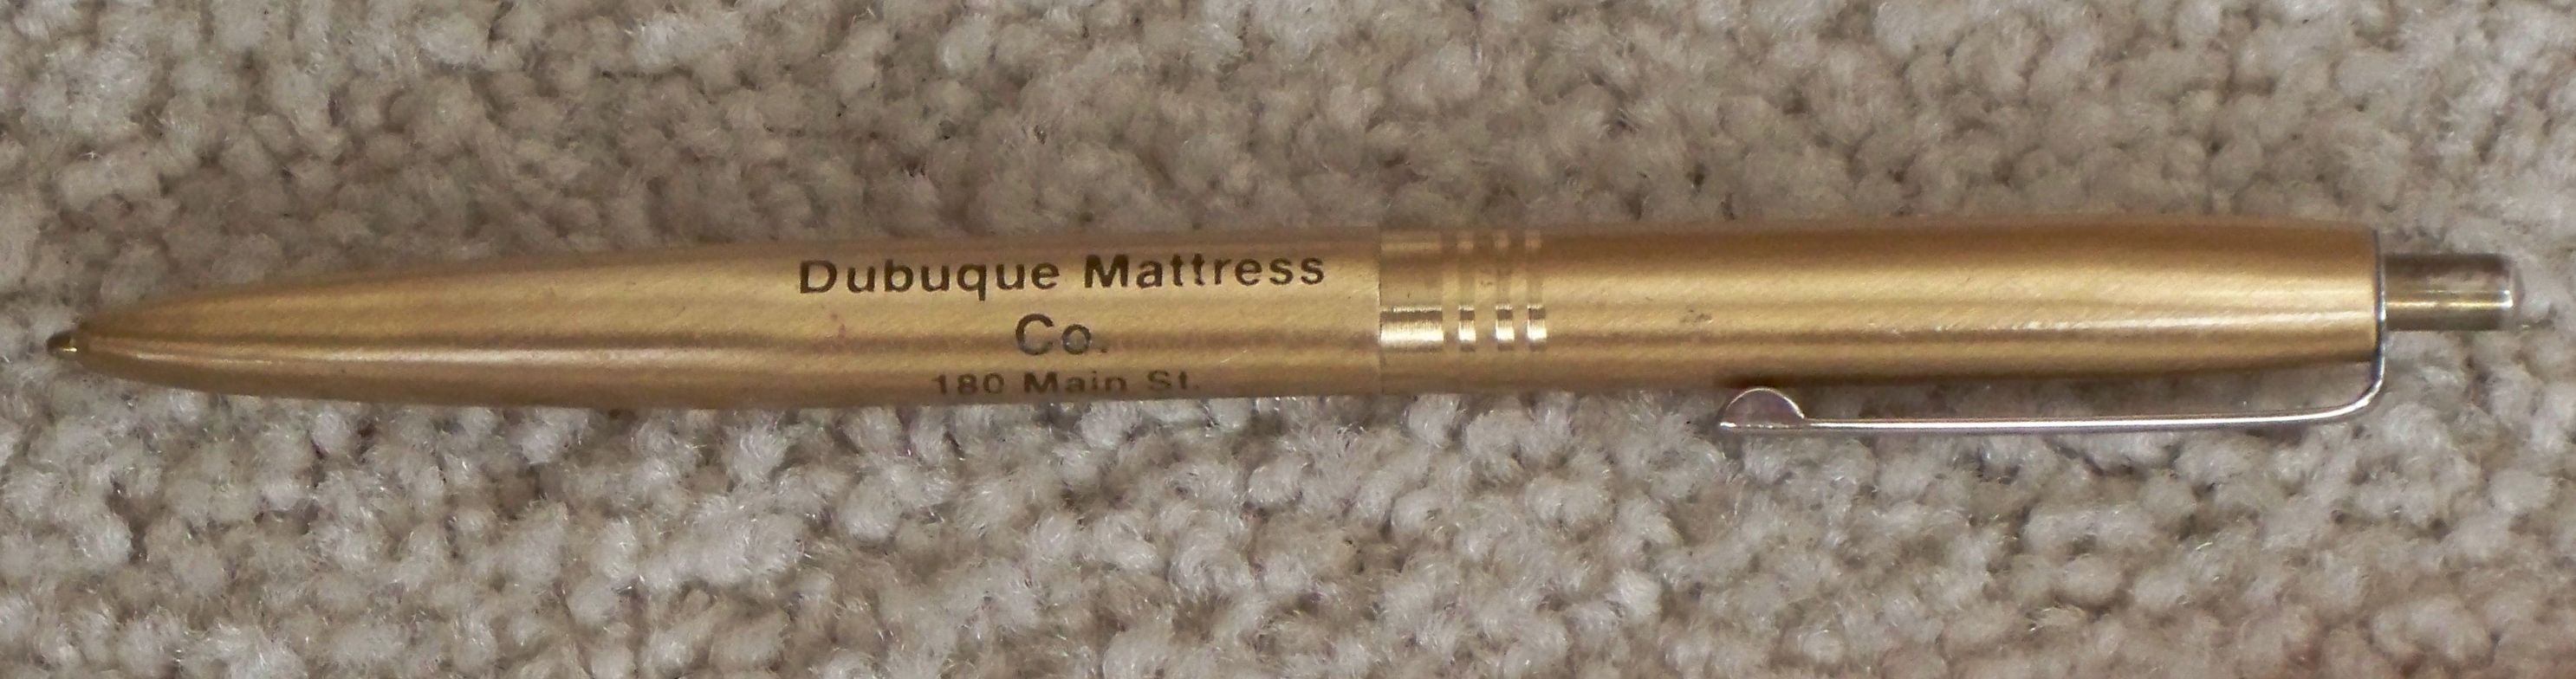 Dubuque Mattress
Co.
180 Main St.